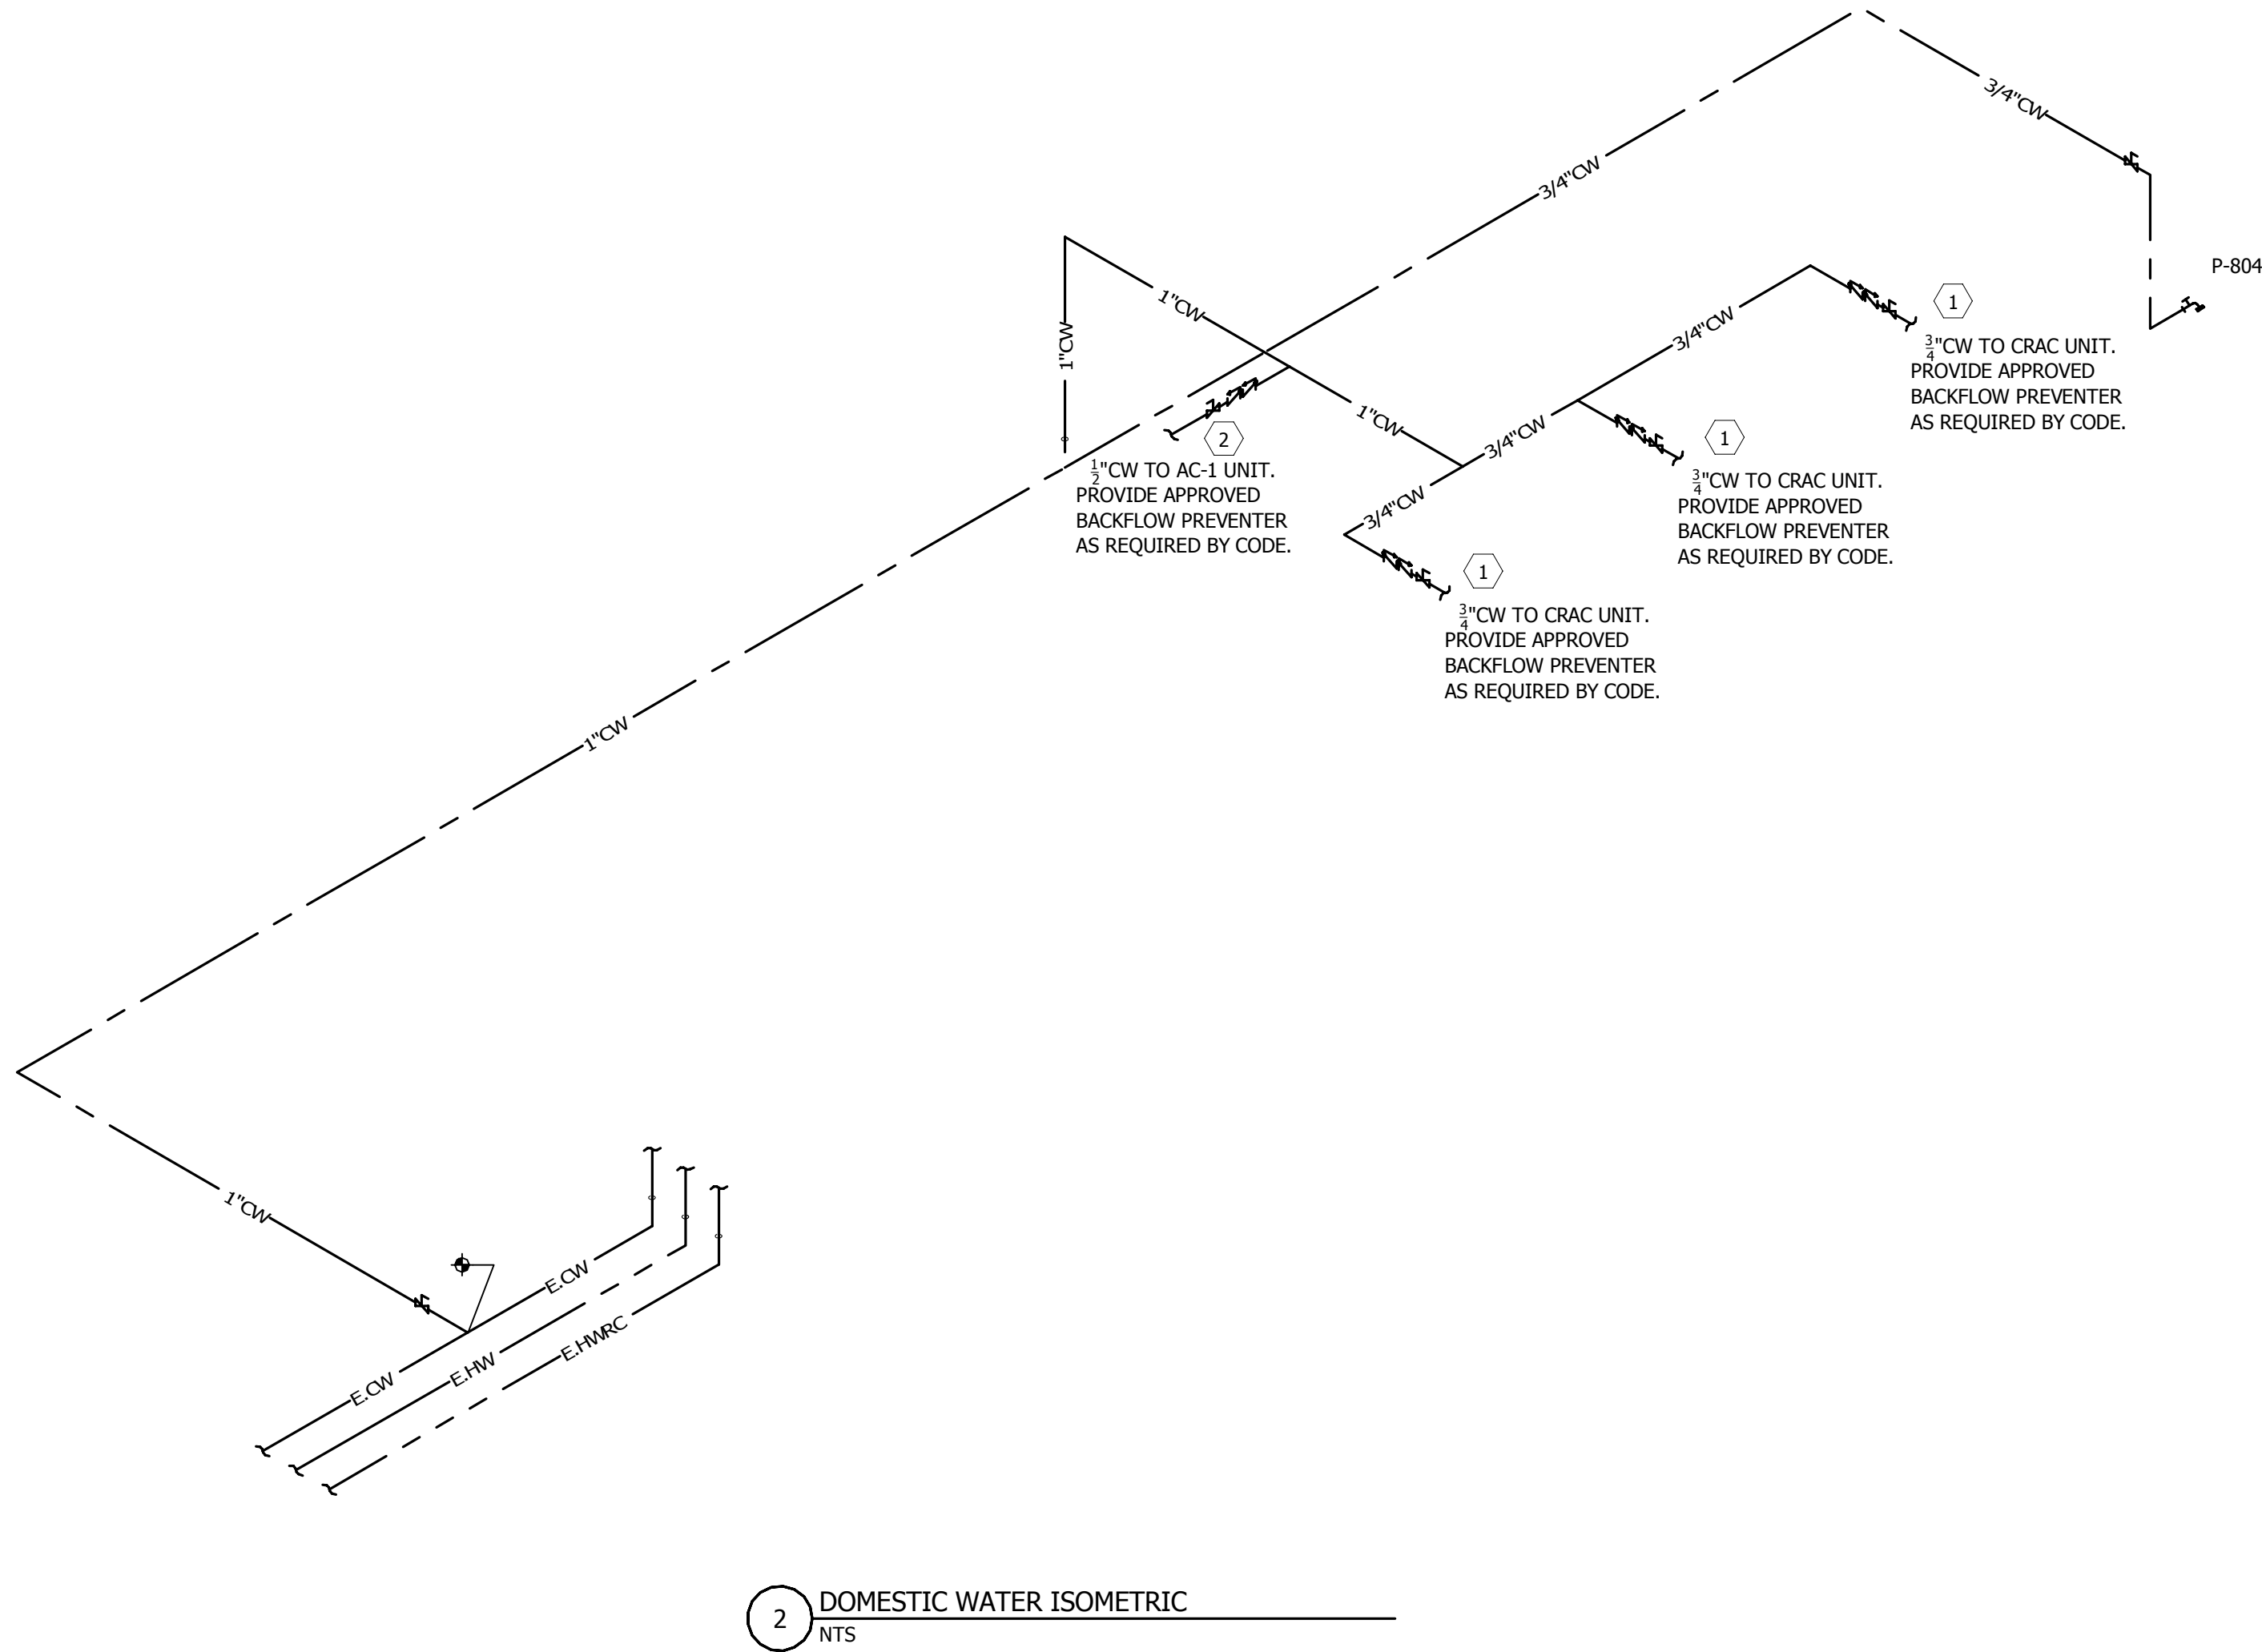 3/4"CW
3/4"CW
P-804
1"CW
1"CW
3/4"CW
1
¾"CW TO CRAC UNIT.
PROVIDE APPROVED
BACKFLOW PREVENTER
AS REQUIRED BY CODE.
1"CW
3/4"CW
1
¾"CW TO CRAC UNIT.
PROVIDE APPROVED
BACKFLOW PREVENTER
AS REQUIRED BY CODE.
2
½"CW TO AC-1 UNIT.
PROVIDE APPROVED
BACKFLOW PREVENTER
AS REQUIRED BY CODE.
3/4"CW
1
¾"CW TO CRAC UNIT.
PROVIDE APPROVED
BACKFLOW PREVENTER
AS REQUIRED BY CODE.
1"CW
1"CW
E.CW
E.CW
E.HW
E.HWRC
2
DOMESTIC WATER ISOMETRIC
NTS